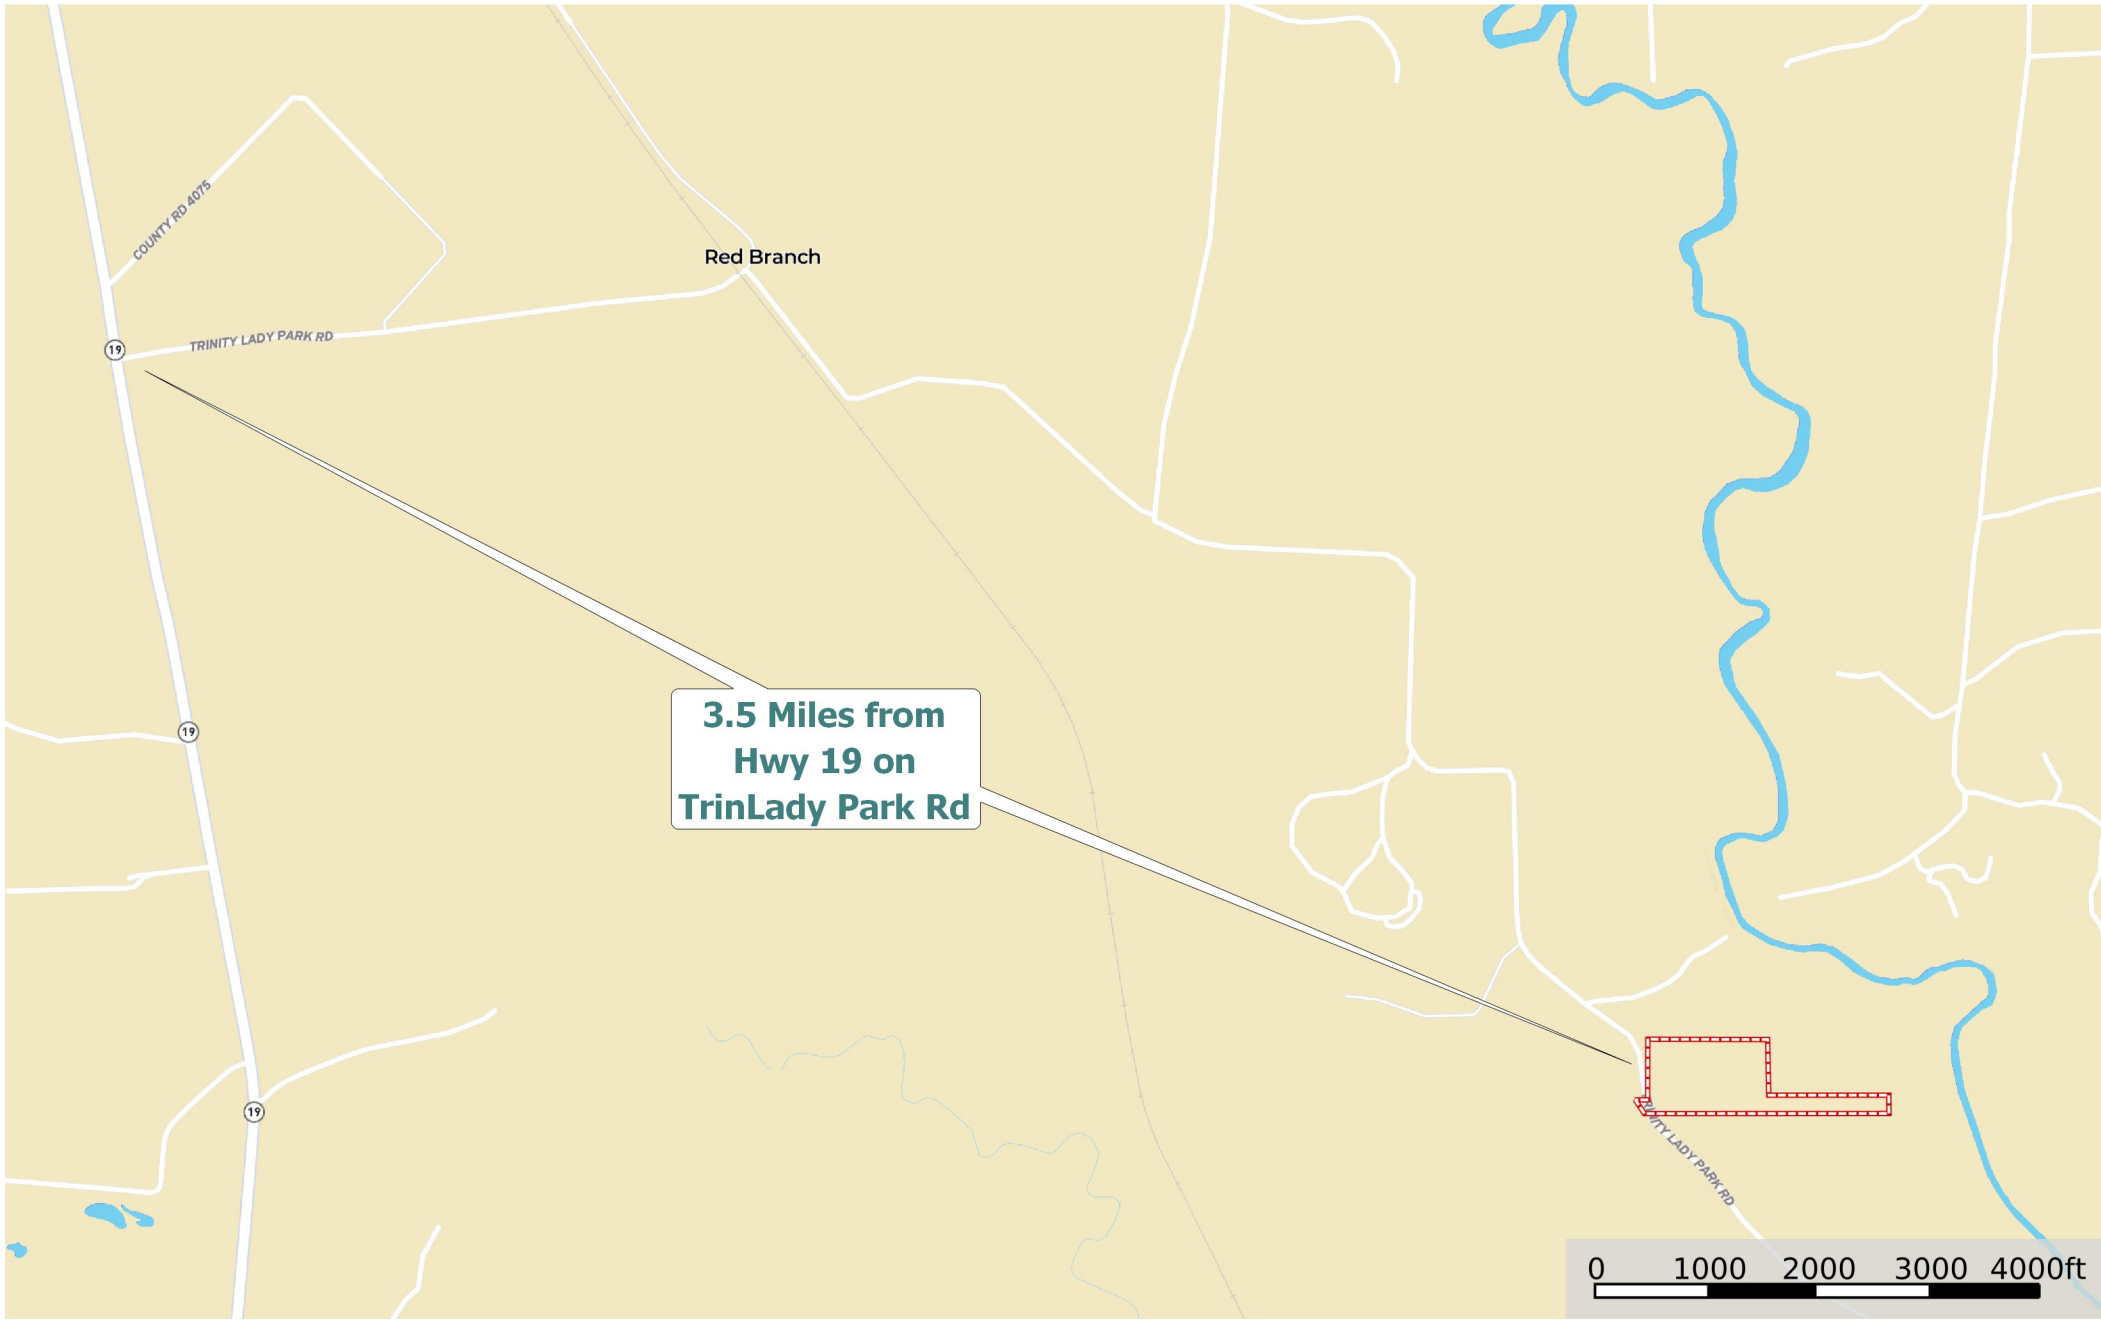 COUNTY RD 4075
Red Branch
TRINITY LADY PARK RD
19
3.5 Miles from
Hwy 19 on
TrinLady Park Rd
19
19
RINITY LADY PARK RD
0 1000 2000 3000 4000ft